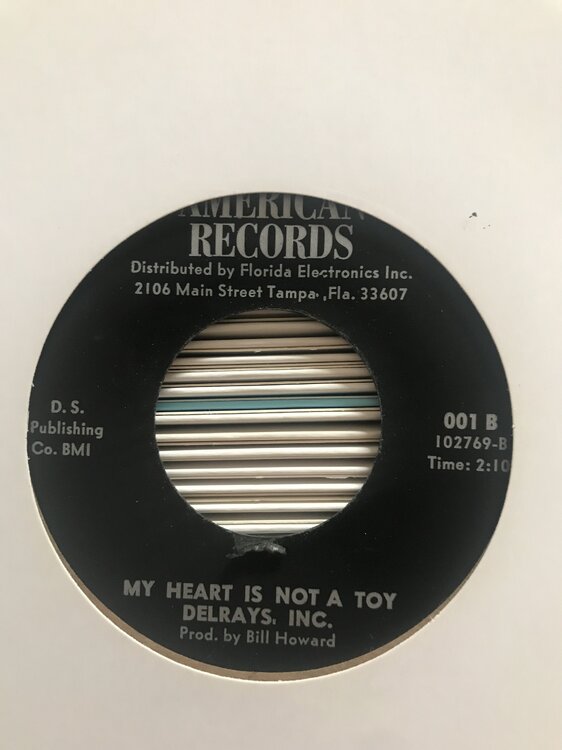 AMERICAN
RECORDS
Distributed by Florida Electronics Inc.
2106 Main Street Tampa., Fla. 33607
D. S.
Publishing
Co. BMI
001 B
102769-B
Time: 2:10
MY HEART IS NOT A TOY
DELRAYS, INC.
Prod. by Bill Howard